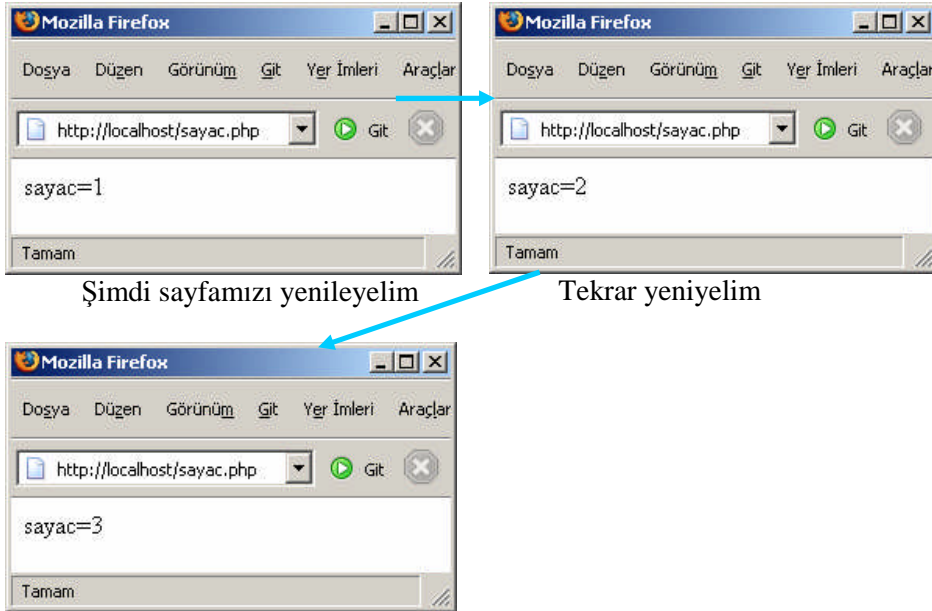 Mozilla Firefox
Dosya Düzen Görünüm Git Yer İmleri Araçlar
http://localhost/sayac.php Git
sayac=1
Tamam
Şimdi sayfamızı yenileyelim
Mozilla Firefox
Dosya Düzen Görünüm Git Yer İmleri Araçlar
http://localhost/sayac.php Git
sayac=2
Tamam
Tekrar yeniyelim
Mozilla Firefox
Dosya Düzen Görünüm Git Yer İmleri Araçlar
http://localhost/sayac.php Git
sayac=3
Tamam